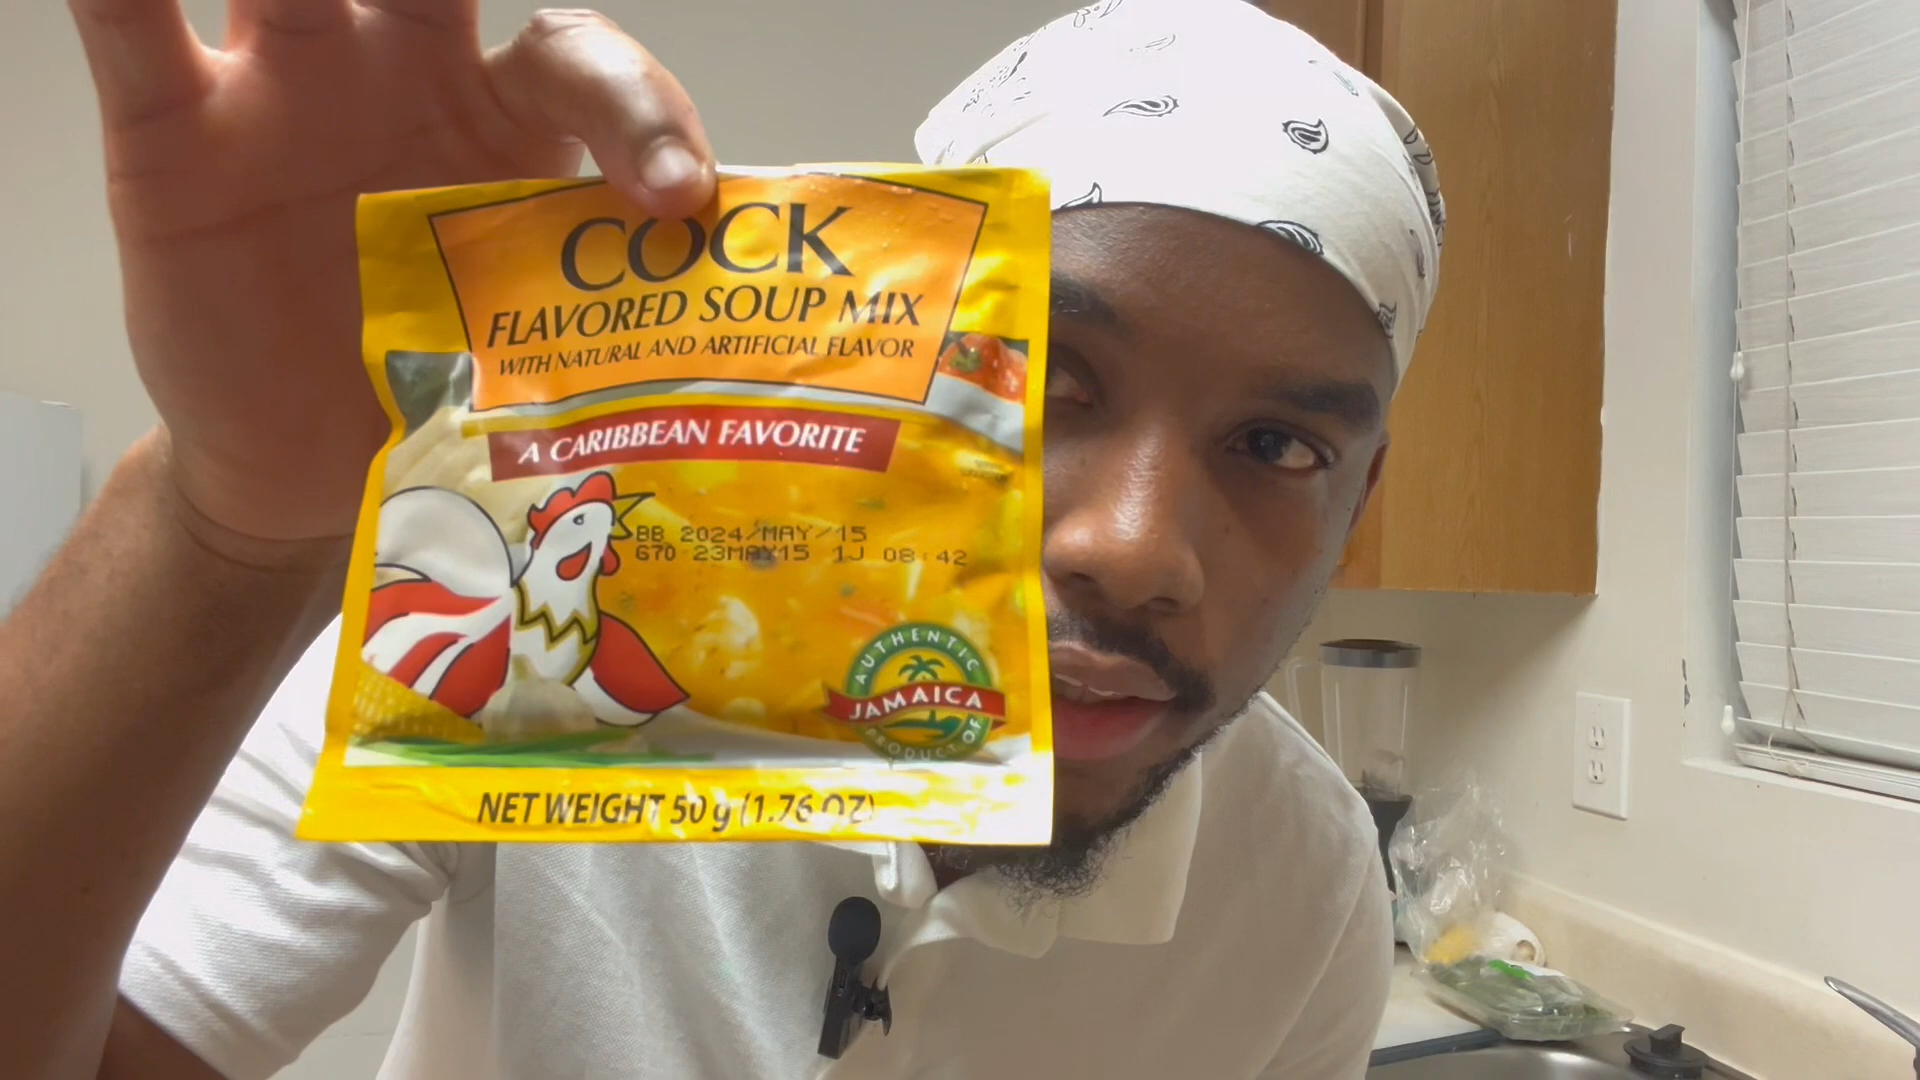 COCK
FLAVORED SOUP MIX
WITH NATURAL AND ARTIFICIAL FLAVOR
A CARIBBEAN FAVORITE
BB 2024/MAY/15
670 23MAY15 1J 08:42
AUTHENTIC
JAMAICA
PRODUCT OF
NET WEIGHT 50 g (1.76 OZ)